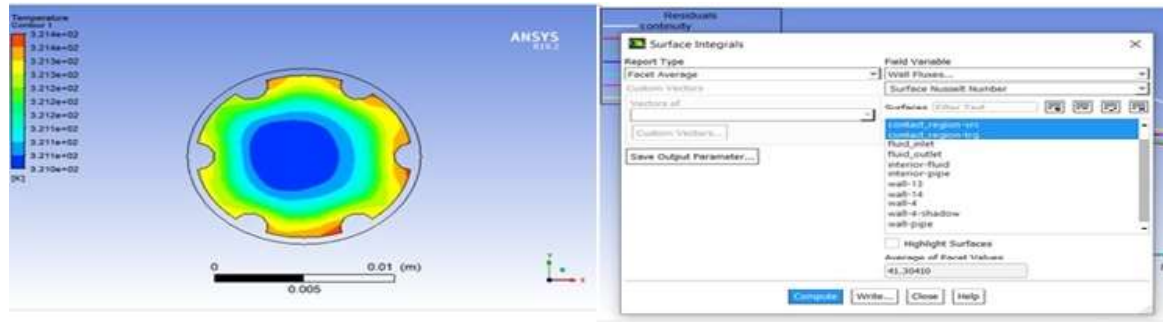 Temperature
Contour 1
3.214e+02
3.214e+02
3.213e+02
3.213e+02
3.212e+02
3.212e+02
3.212e+02
3.211e+02
3.211e+02
3.211e+02
3.210e+02
[K]
ANSYS
R19.2
0
0.01 (m)
0.005
Residuals
continuity
Surface Integrals
Report Type
Facet Average
Custom Vectors
Vectors of
Custom Vectors...
Save Output Parameter...
Field Variable
Wall Fluxes...
Surface Nusselt Number
Surfaces Filter Text
contact_region-src
contact_region-trg
fluid_inlet
fluid_outlet
interior-fluid
interior-pipe
wall-13
wall-14
wall-4
wall-4-shadow
wall-pipe
Highlight Surfaces
Average of Facet Values
41.30410
Compute Write... Close Help